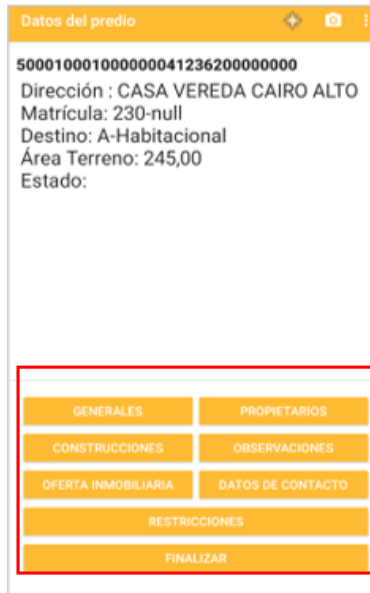 Datos del predio
500010001000000041236200000000
Dirección : CASA VEREDA CAIRO ALTO
Matrícula: 230-null
Destino: A-Habitacional
Área Terreno: 245,00
Estado:
GENERALES PROPIETARIOS
CONSTRUCCIONES OBSERVACIONES
OFERTA INMOBILIARIA DATOS DE CONTACTO
RESTRICCIONES
FINALIZAR